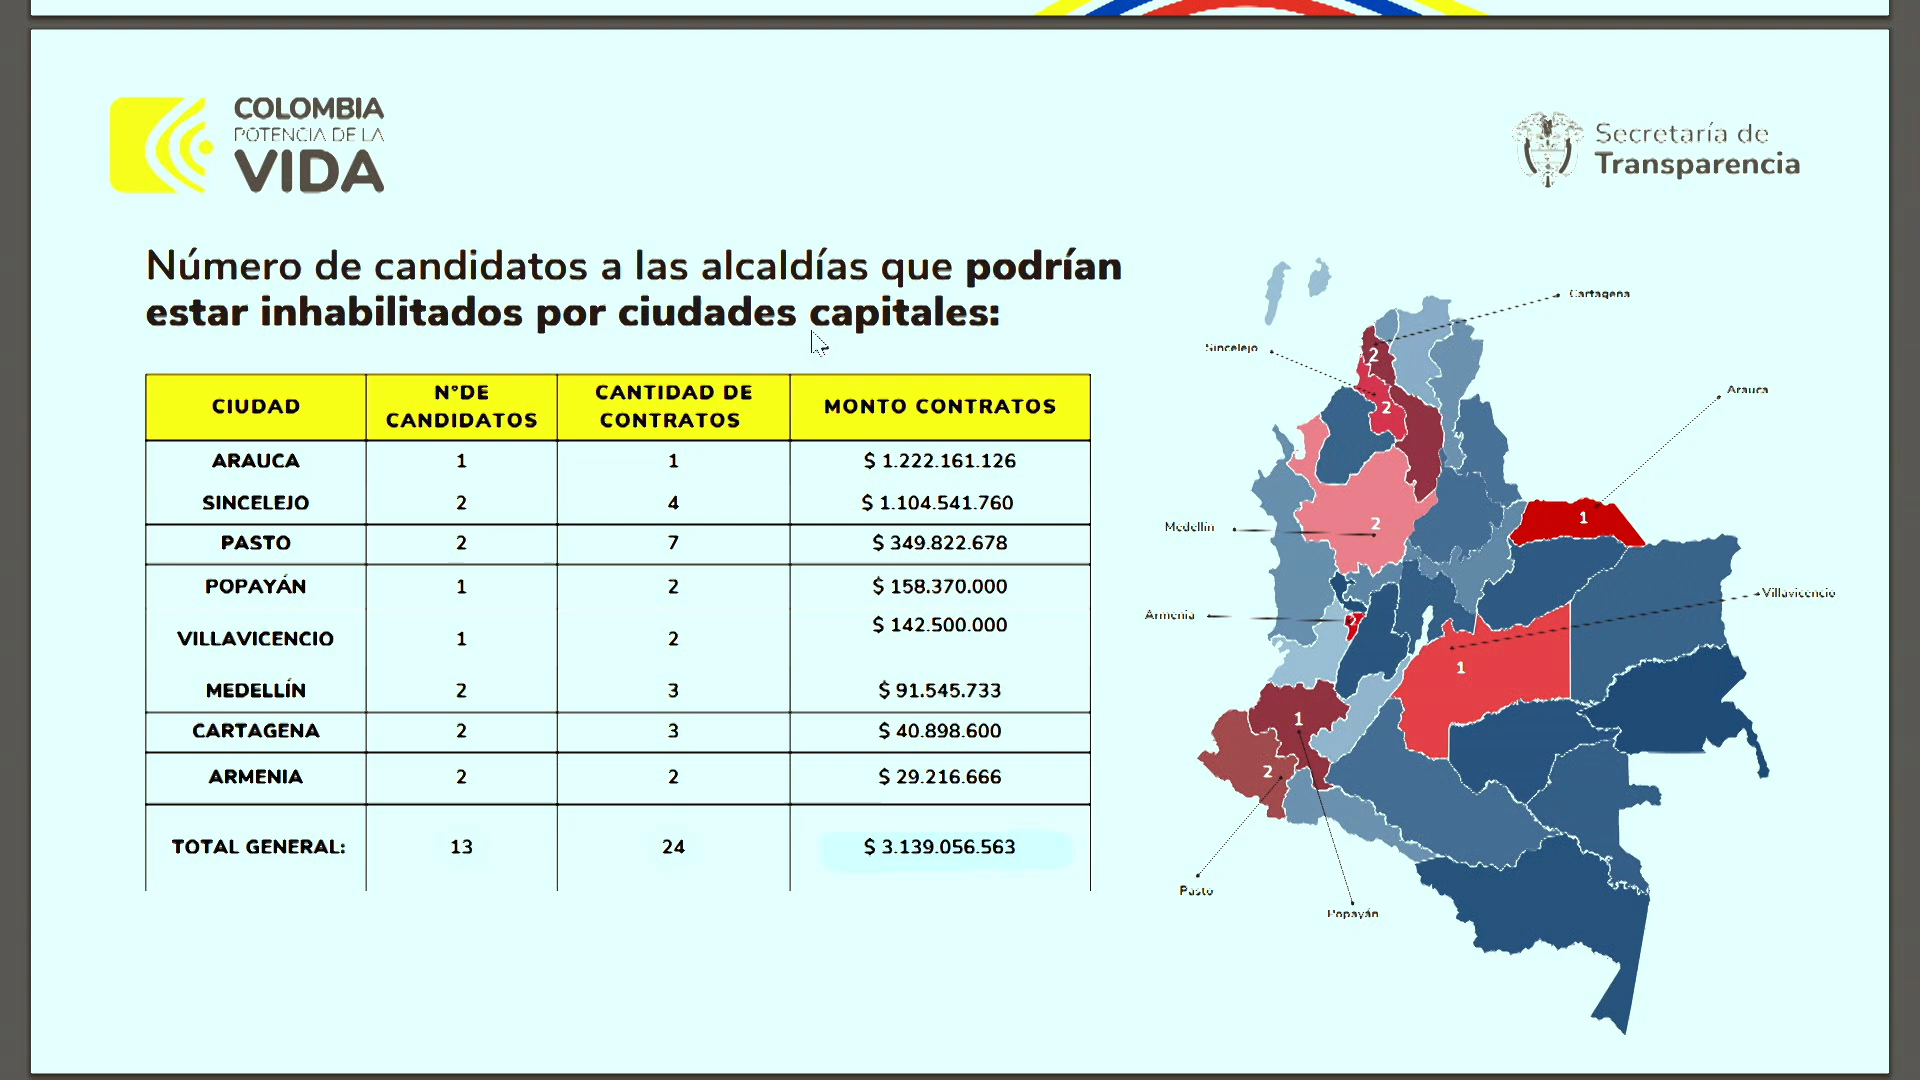 COLOMBIA
POTENCIA DE LA
VIDA
Secretaría de
Transparencia
Número de candidatos a las alcaldías que podrían
estar inhabilitados por ciudades capitales:
CIUDAD N°DE CANDIDATOS CANTIDAD DE CONTRATOS MONTO CONTRATOS
ARAUCA 1 1 $ 1.222.161.126
SINCELEJO 2 4 $ 1.104.541.760
PASTO 2 7 $ 349.822.678
POPAYÁN 1 2 $ 158.370.000
VILLAVICENCIO 1 2 $ 142.500.000
MEDELLÍN 2 3 $ 91.545.733
CARTAGENA 2 3 $ 40.898.600
ARMENIA 2 2 $ 29.216.666
TOTAL GENERAL: 13 24 $ 3.139.056.563
Cartagena
Sincelejo
2
Arauca
2
Medellín
2
1
Villavicencio
Armenia
2
1
1
2
Pasto
Popayán